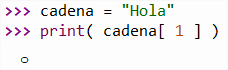 >>> cadena = "Hola"
>>> print( cadena[ 1 ] )
o